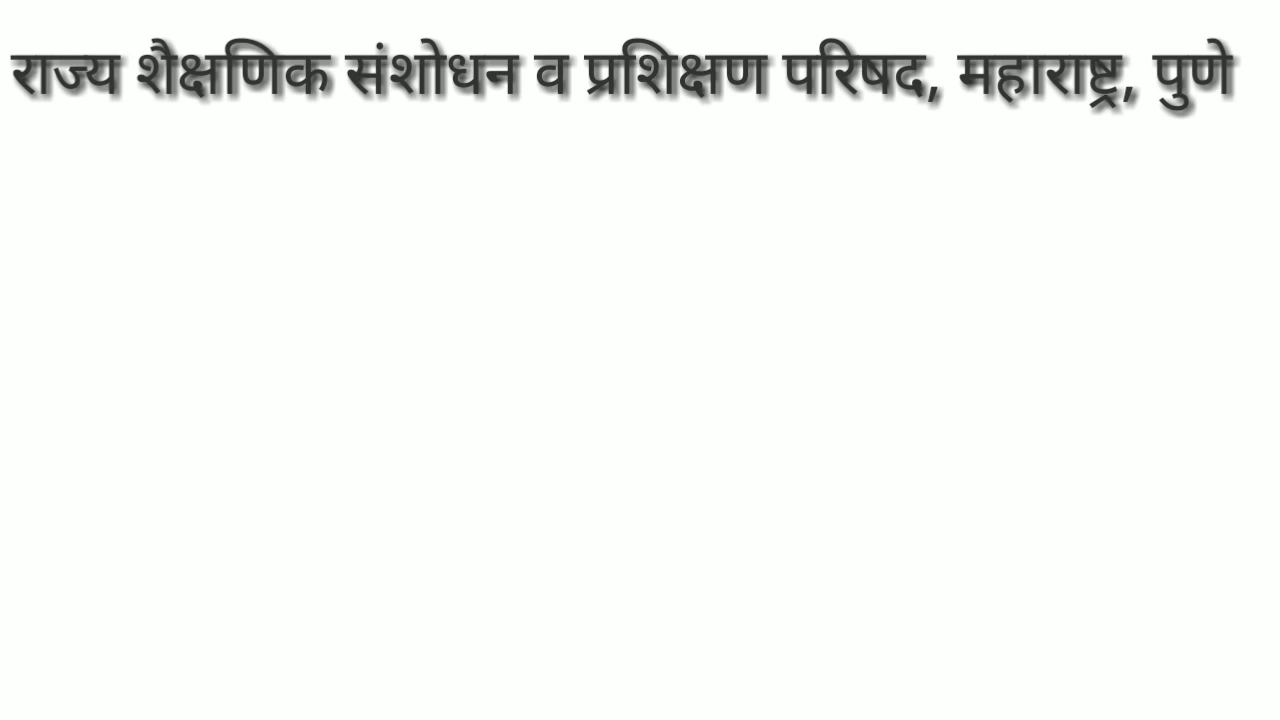 राज्य शैक्षणिक संशोधन व प्रशिक्षण परिषद, महाराष्ट्र, पुणे